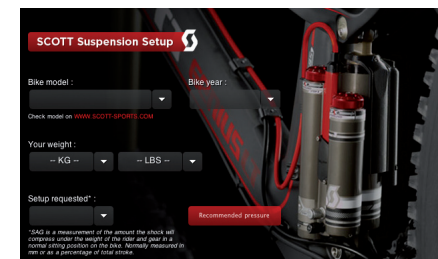 SCOTT Suspension Setup
Bike model :
Bike year :
Check model on WWW.SCOTT-SPORTS.COM
Your weight :
-- KG --
-- LBS --
Setup requested* :
Recommended pressure
*SAG is a measurement of the amount the shock will
compress under the weight of the rider and gear in a
normal sitting position on the bike. Normally measured in
mm or as a percentage of total stroke.